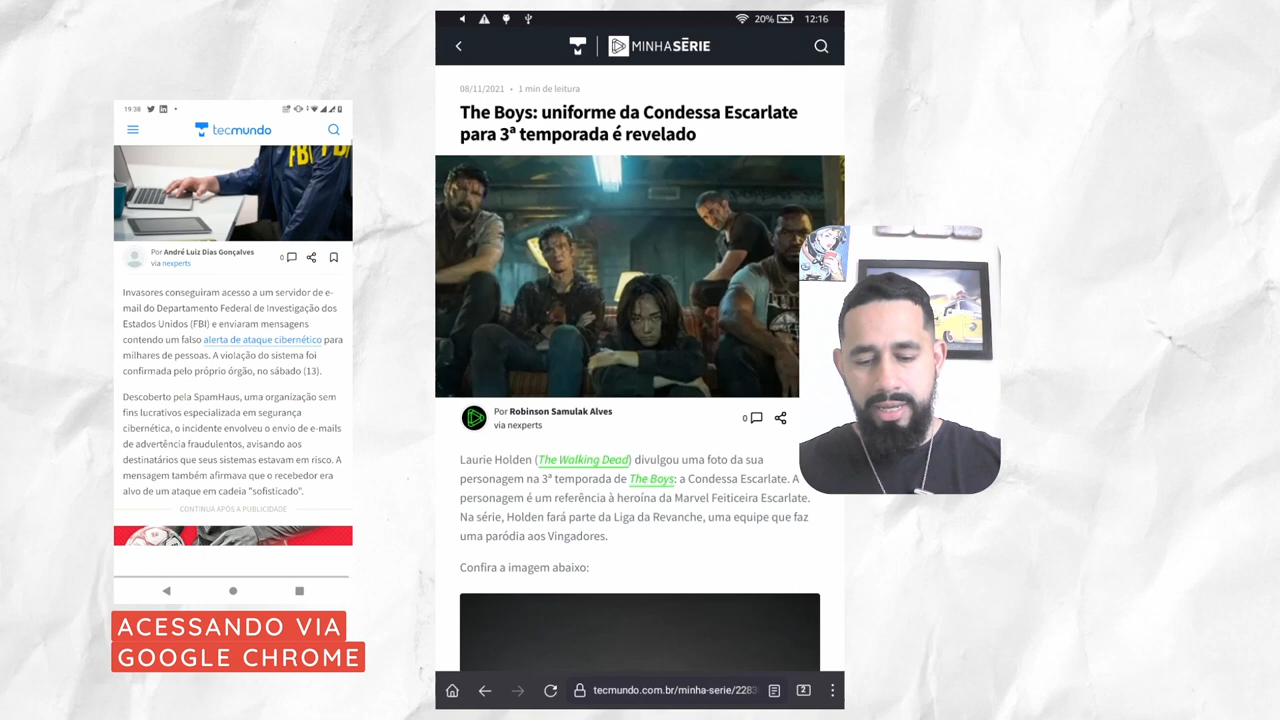 19:38
tecmundo
FBI
Por André Luiz Dias Gonçalves
via nexperts
0
Invasores conseguiram acesso a um servidor de e-
mail do Departamento Federal de Investigação dos
Estados Unidos (FBI) e enviaram mensagens
contendo um falso alerta de ataque cibernético para
milhares de pessoas. A violação do sistema foi
confirmada pelo próprio órgão, no sábado (13).
Descoberto pela SpamHaus, uma organização sem
fins lucrativos especializada em segurança
cibernética, o incidente envolveu o envio de e-mails
de advertência fraudulentos, avisando aos
destinatários que seus sistemas estavam em risco. A
mensagem também afirmava que o recebedor era
alvo de um ataque em cadeia "sofisticado".
CONTINUA APÓS A PUBLICIDADE
ACESSANDO VIA
GOOGLE CHROME
20% 12:16
MINHA SÉRIE
08/11/2021 • 1 min de leitura
The Boys: uniforme da Condessa Escarlate
para 3ª temporada é revelado
Por Robinson Samulak Alves
via nexperts
0
Laurie Holden (The Walking Dead) divulgou uma foto da sua
personagem na 3ª temporada de The Boys: a Condessa Escarlate. A
personagem é um referência à heroína da Marvel Feiticeira Escarlate.
Na série, Holden fará parte da Liga da Revanche, uma equipe que faz
uma paródia aos Vingadores.
Confira a imagem abaixo:
tecmundo.com.br/minha-serie/2283
2